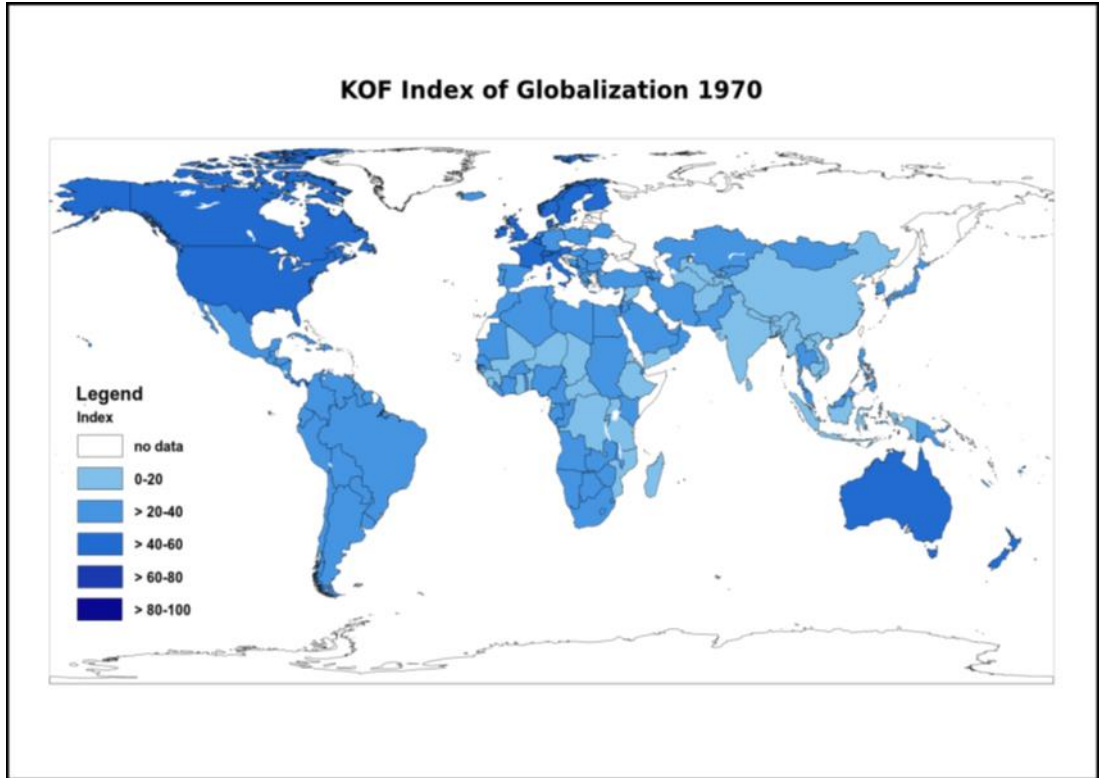 KOF Index of Globalization 1970
Legend
Index
no data
0-20
> 20-40
> 40-60
> 60-80
> 80-100